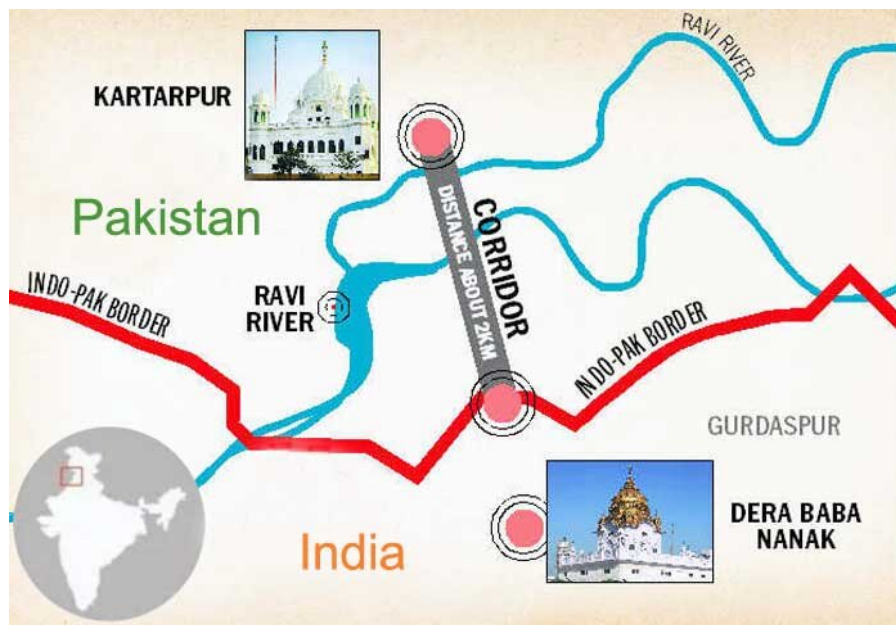 RAVI RIVER
KARTARPUR
Pakistan
CORRIDOR
DISTANCE ABOUT 2KM
INDO-PAK BORDER
RAVI
RIVER
INDO-PAK BORDER
GURDASPUR
DERA BABA
NANAK
India